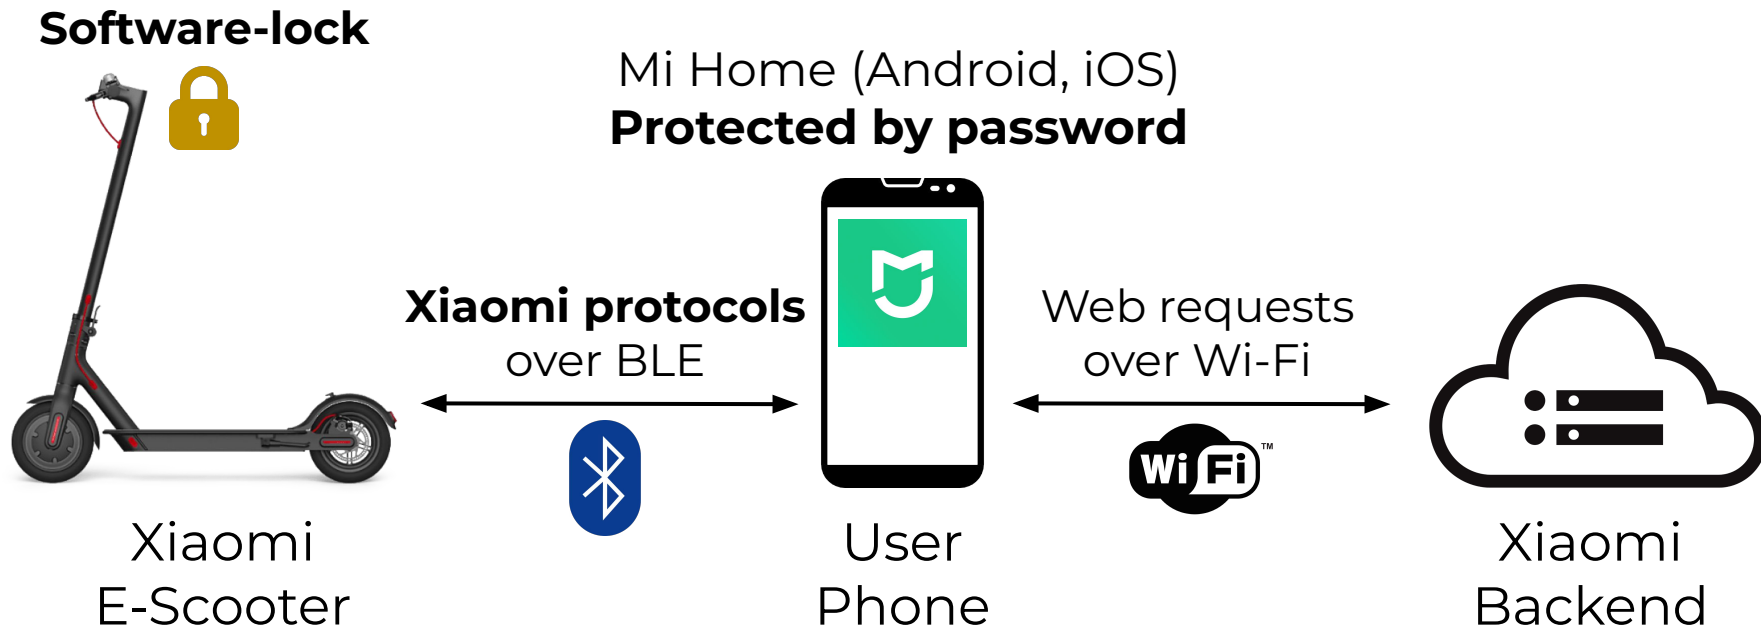 Software-lock
Mi Home (Android, iOS)
Protected by password
Xiaomi protocols
over BLE
Web requests
over Wi-Fi
Wi Fi
TM
Xiaomi
E-Scooter
User
Phone
Xiaomi
Backend